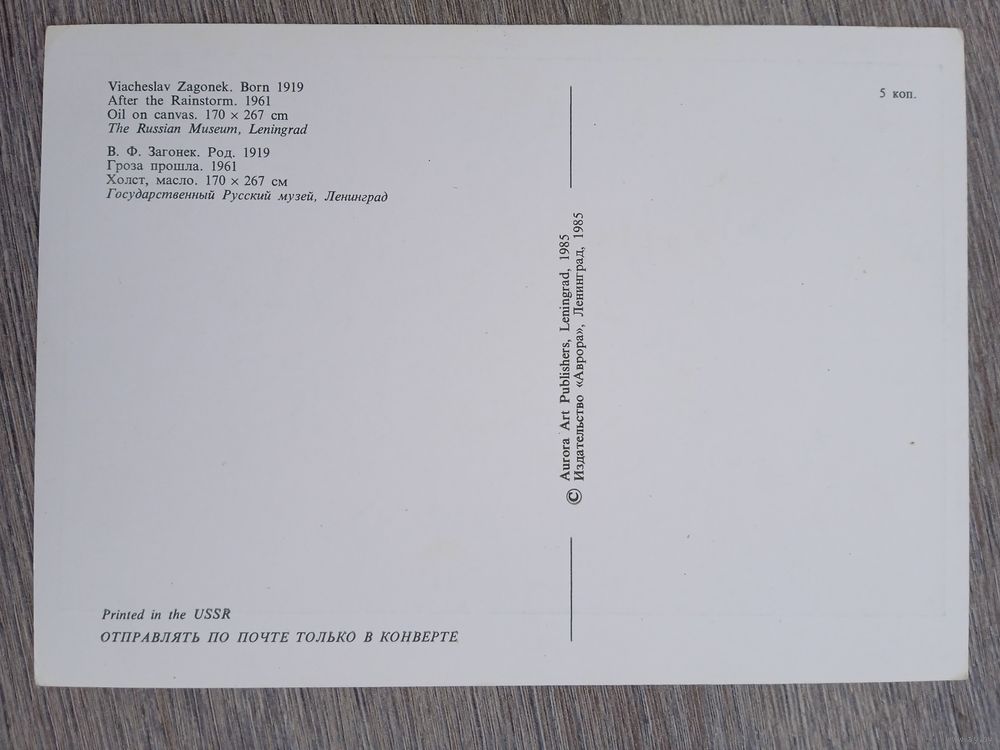 Viacheslav Zagonek. Born 1919
After the Rainstorm. 1961
Oil on canvas. 170 × 267 cm
The Russian Museum, Leningrad
В. Ф. Загонек. Род. 1919
Гроза прошла. 1961
Холст, масло. 170 × 267 см
Государственный Русский музей, Ленинград
5 коп.
© Aurora Art Publishers, Leningrad, 1985
Издательство «Аврора», Ленинград, 1985
Printed in the USSR
ОТПРАВЛЯТЬ ПО ПОЧТЕ ТОЛЬКО В КОНВЕРТЕ